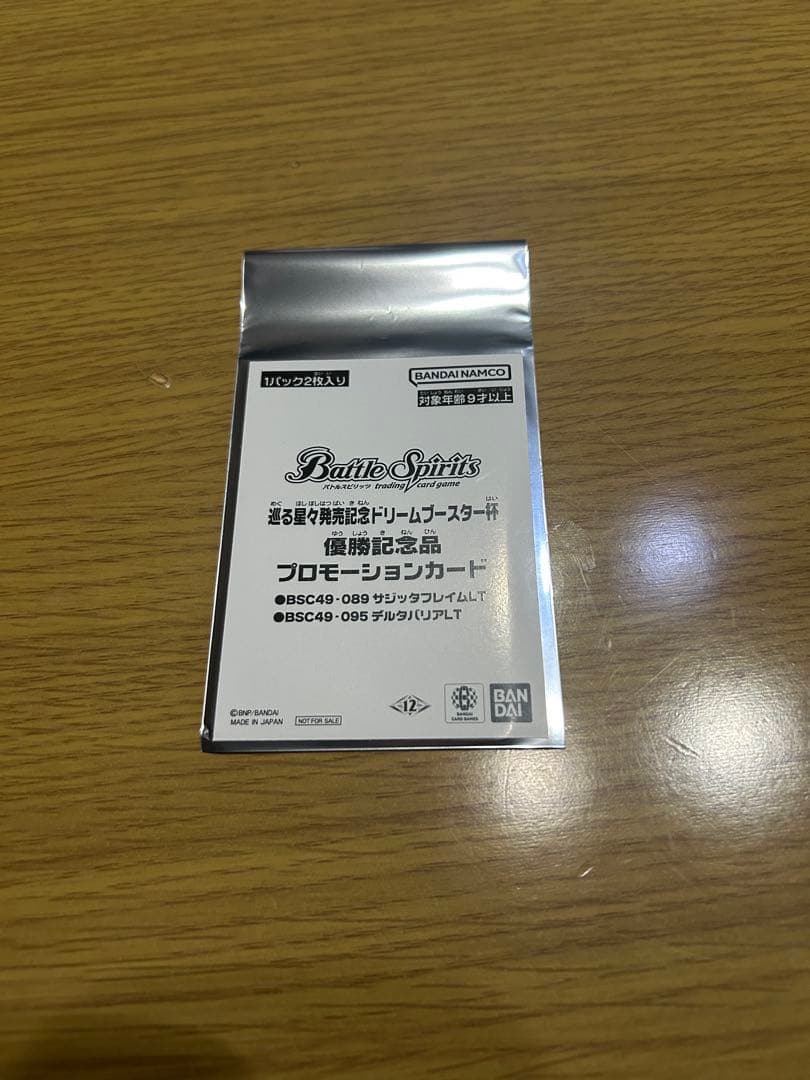 1パック2枚入り
BANDAI NAMCO
対象年齢9才以上
Battle Spirits
バトルスピリッツ trading card game
巡る星々発売記念ドリームブースター杯
優勝記念品
プロモーションカード
●BSC49-089 サジッタフレイムLT
●BSC49-095 デルタバリアLT
©BNP/BANDAI
MADE IN JAPAN
NOT FOR SALE
12
BANDAI
CARD GAMES
BAN
DAI